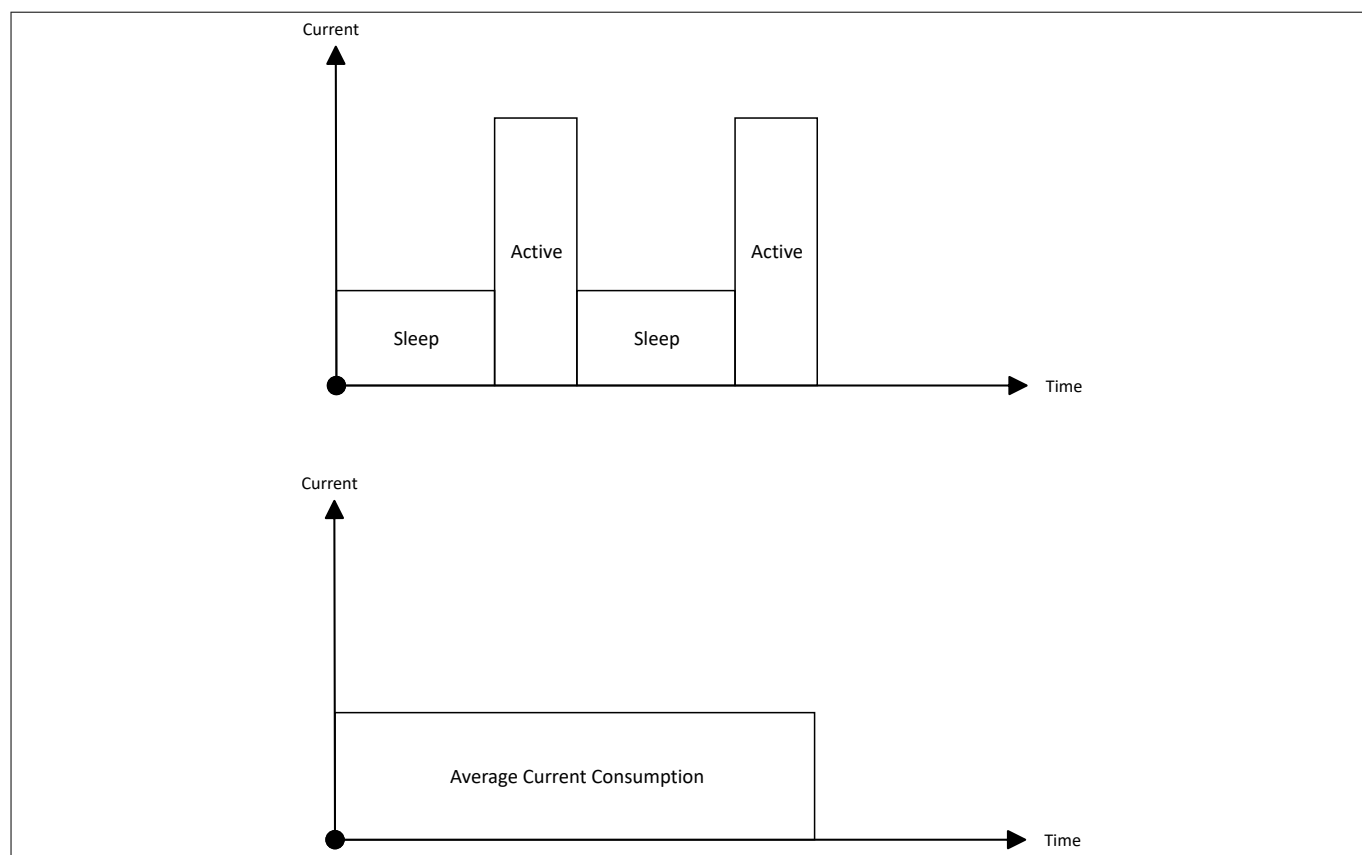 Current
Active
Active
Sleep
Sleep
Time
Current
Average Current Consumption
Time